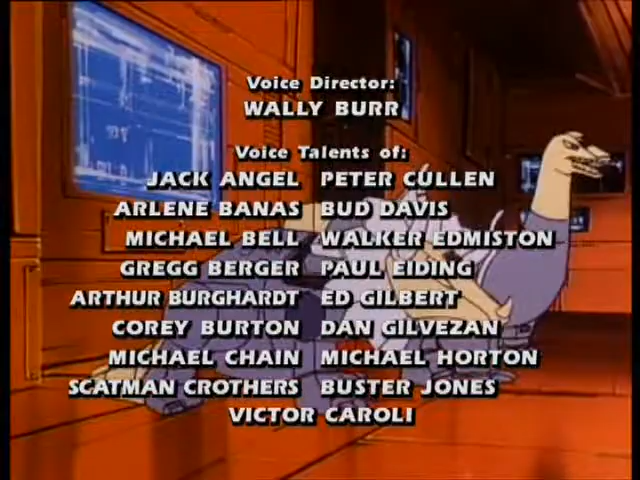 Voice Director:
WALLY BURR
Voice Talents of:
JACK ANGEL PETER CULLEN
ARLENE BANAS BUD DAVIS
MICHAEL BELL WALKER EDMISTON
GREGG BERGER PAUL EIDING
ARTHUR BURGHARDT ED GILBERT
COREY BURTON DAN GILVEZAN
MICHAEL CHAIN MICHAEL HORTON
SCATMAN CROTHERS BUSTER JONES
VICTOR CAROLI